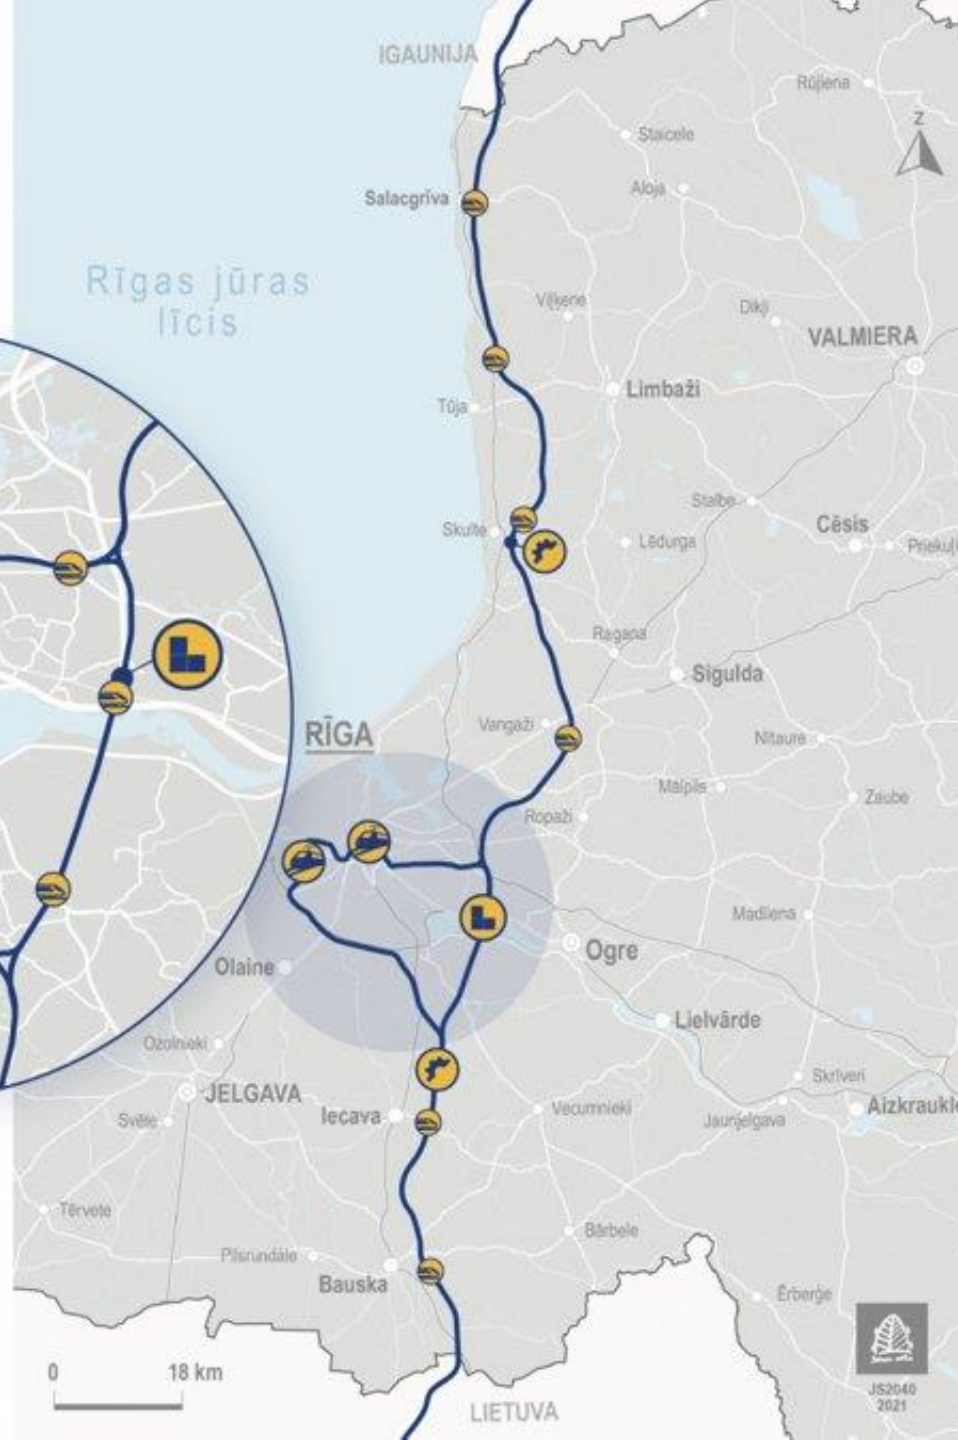 IGAUNIJA
Rūjiena
Z
Staicele
Aloja
Salacgrīva
Rīgas jūras
līcis
Viļķene
Dikļi
VALMIERA
Limbaži
Tūja
Stalbe
Cēsis
Skulte
Lēdurga
Priekuļi
Ragana
Sigulda
RĪGA
Vangaži
Nītaure
Mālpils
Zaube
Ropaži
Madliena
Ogre
Olaine
Lielvārde
Ozolnieki
Skrīveri
JELGAVA
Iecava
Vecumnieki
Aizkraukle
Svēte
Jaunjelgava
Tērvete
Bārbele
Pilsrundāle
Bauska
Ērberģe
0 18 km
JS2040
2021
LIETUVA